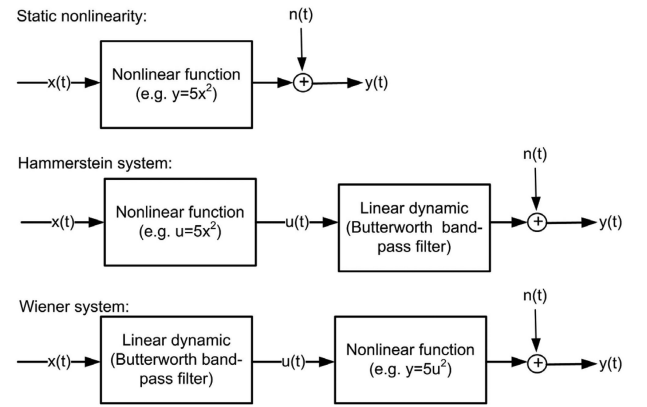 Static nonlinearity:
n(t)
x(t)
Nonlinear function
(e.g. y=5x²)
+
y(t)
Hammerstein system:
n(t)
x(t)
Nonlinear function
(e.g. u=5x²)
u(t)
Linear dynamic
(Butterworth band-
pass filter)
+
y(t)
Wiener system:
n(t)
x(t)
Linear dynamic
(Butterworth band-
pass filter)
u(t)
Nonlinear function
(e.g. y=5u²)
+
y(t)